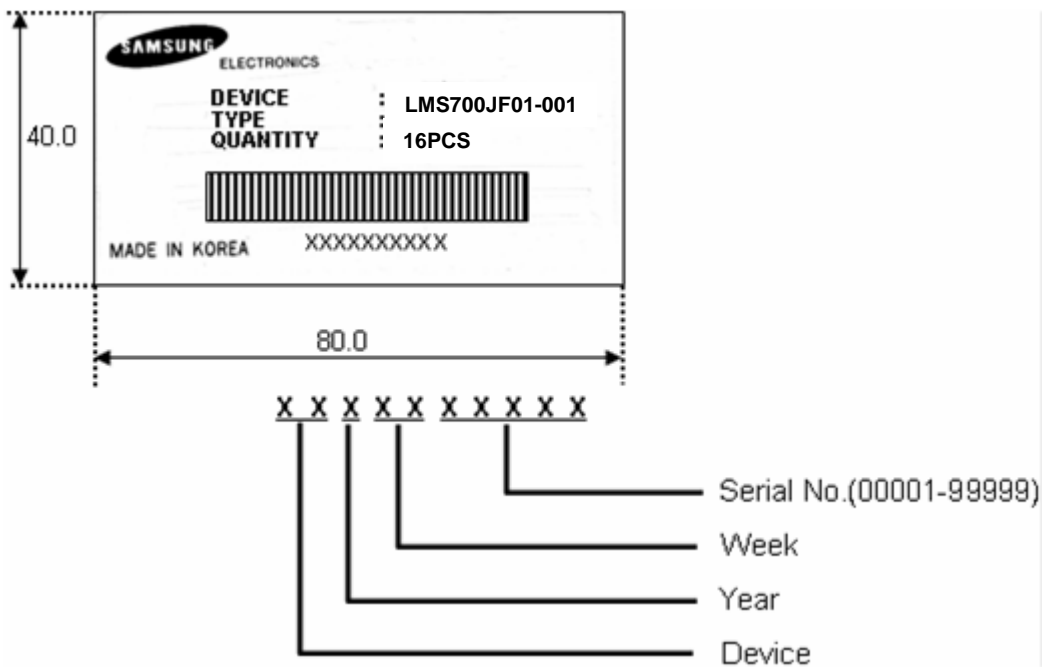 SAMSUNG
ELECTRONICS
DEVICE : LMS700JF01-001
TYPE
QUANTITY : 16PCS
40.0
MADE IN KOREA XXXXXXXXXX
80.0
X X X X X X X X X X
Serial No.(00001-99999)
Week
Year
Device